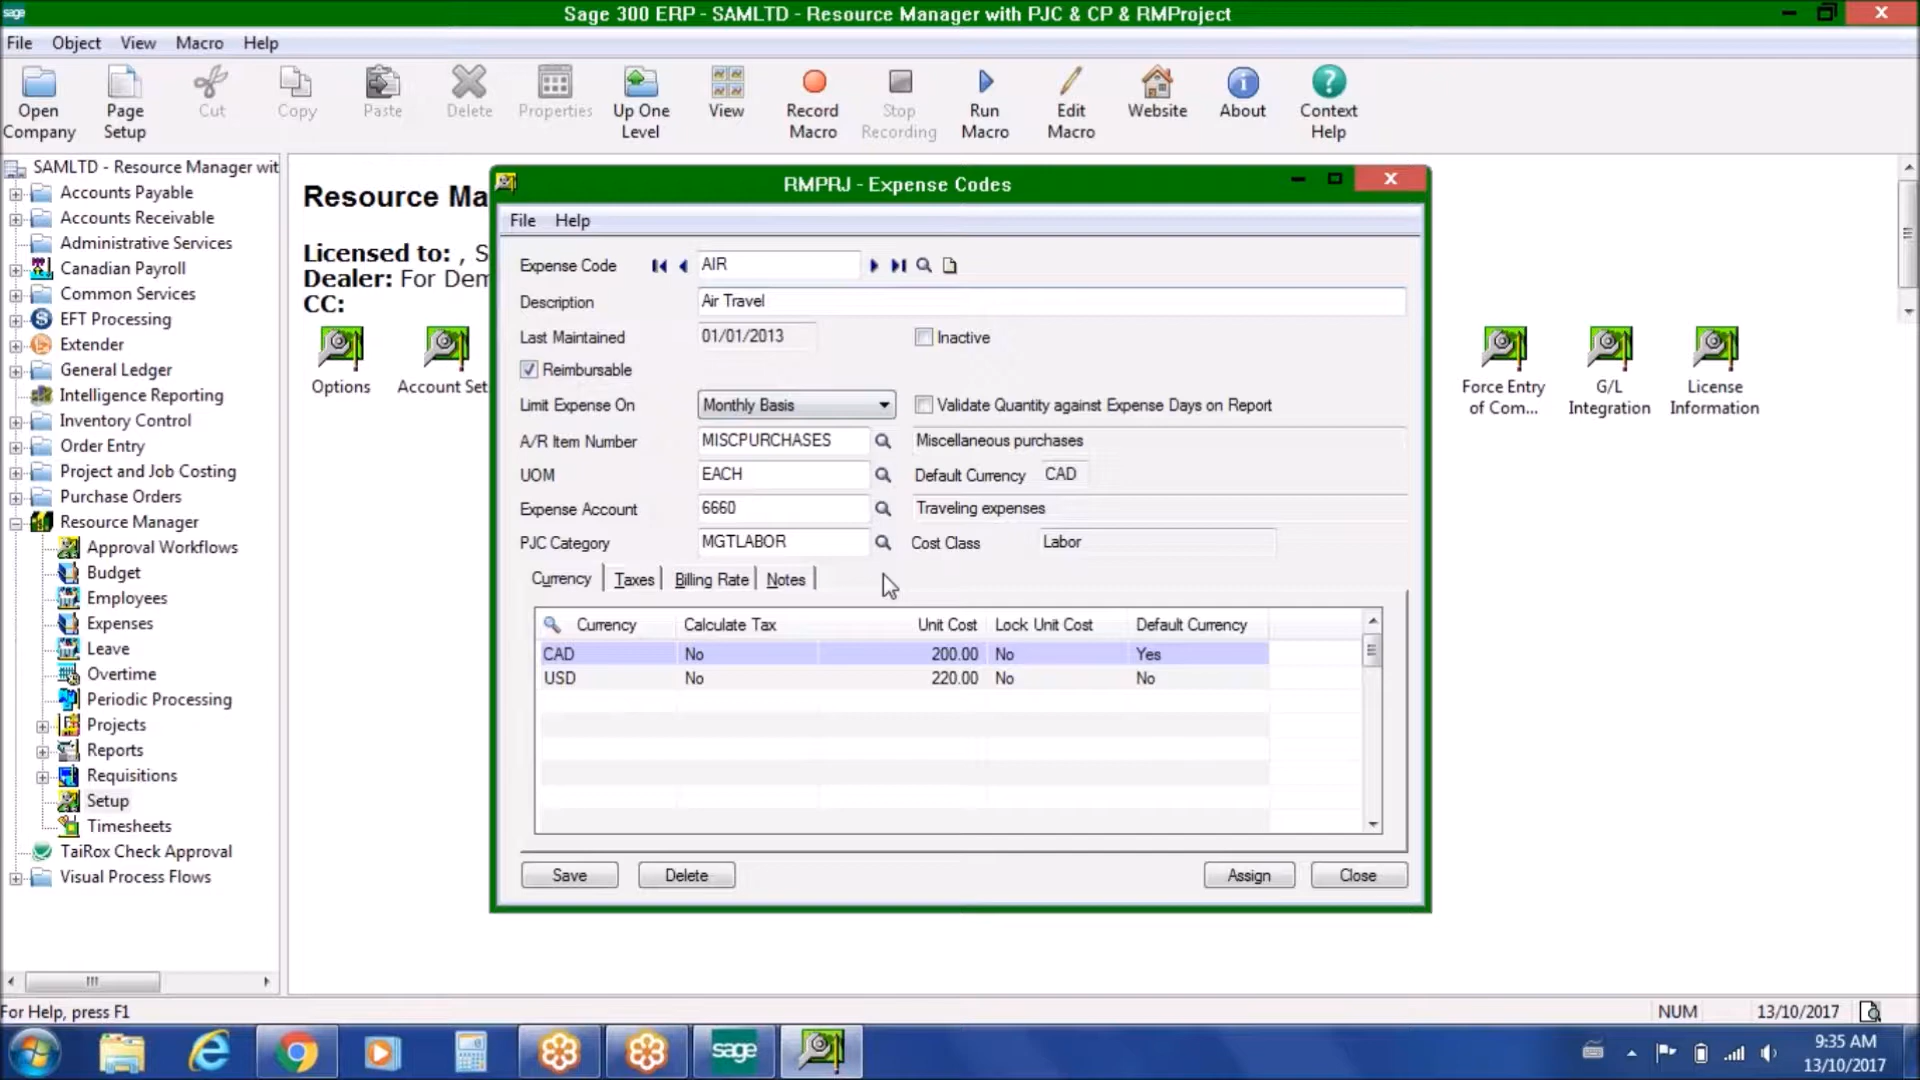 sage
Sage 300 ERP - SAMLTD - Resource Manager with PJC & CP & RMProject
File Object View Macro Help
Open Company
Page Setup
Cut
Copy
Paste
Delete
Properties
Up One Level
View
Record Macro
Stop Recording
Run Macro
Edit Macro
Website
About
Context Help
SAMLTD - Resource Manager wit
Accounts Payable
Accounts Receivable
Administrative Services
Canadian Payroll
Common Services
EFT Processing
Extender
General Ledger
Intelligence Reporting
Inventory Control
Order Entry
Project and Job Costing
Purchase Orders
Resource Manager
Approval Workflows
Budget
Employees
Expenses
Leave
Overtime
Periodic Processing
Projects
Reports
Requisitions
Setup
Timesheets
TaiRox Check Approval
Visual Process Flows
Resource Ma
Licensed to: , S
Dealer: For Dem
CC:
Options
Account Set
Force Entry of Com...
G/L Integration
License Information
RMPRJ - Expense Codes
File Help
Expense Code AIR
Description Air Travel
Last Maintained 01/01/2013 Inactive
Reimbursable
Limit Expense On Monthly Basis Validate Quantity against Expense Days on Report
A/R Item Number MISCPURCHASES Miscellaneous purchases
UOM EACH Default Currency CAD
Expense Account 6660 Traveling expenses
PJC Category MGTLABOR Cost Class Labor
Currency Taxes Billing Rate Notes
Currency Calculate Tax Unit Cost Lock Unit Cost Default Currency
CAD No 200.00 No Yes
USD No 220.00 No No
Save Delete Assign Close
For Help, press F1
NUM 13/10/2017
sage
9:35 AM
13/10/2017